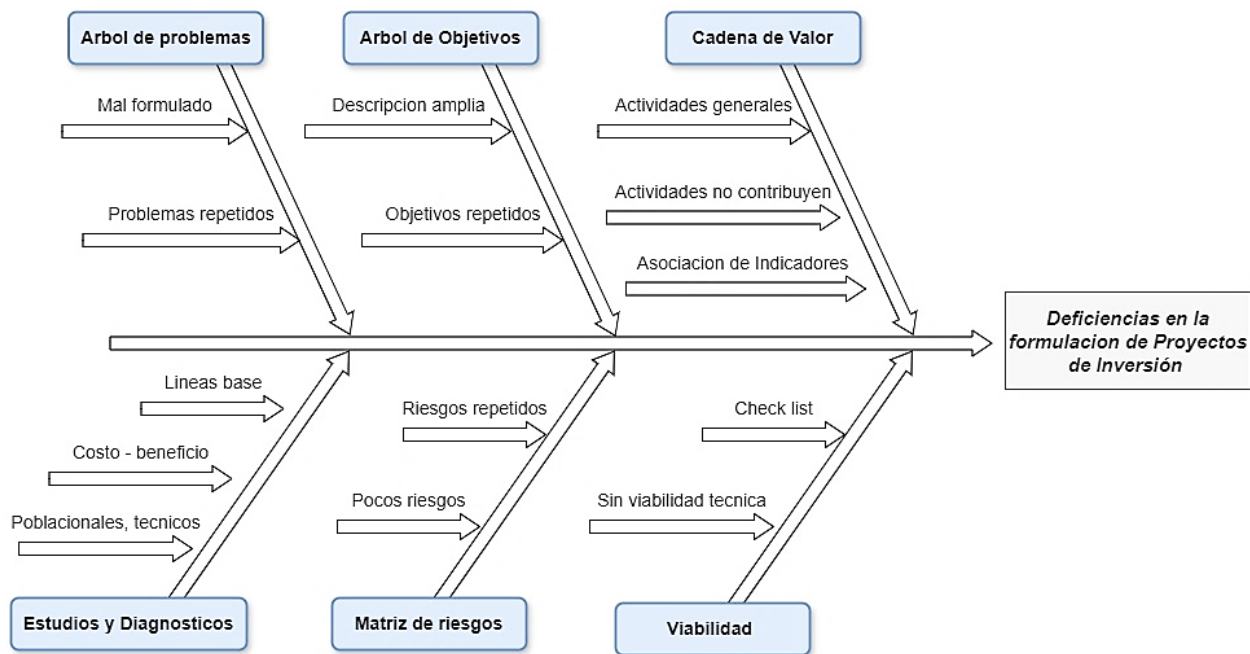 Arbol de problemas
Arbol de Objetivos
Cadena de Valor
Mal formulado
Descripcion amplia
Actividades generales
Problemas repetidos
Objetivos repetidos
Actividades no contribuyen
Asociacion de Indicadores
Deficiencias en la
formulacion de Proyectos
de Inversión
Lineas base
Riesgos repetidos
Check list
Costo - beneficio
Pocos riesgos
Sin viabilidad tecnica
Poblacionales, tecnicos
Estudios y Diagnosticos
Matriz de riesgos
Viabilidad